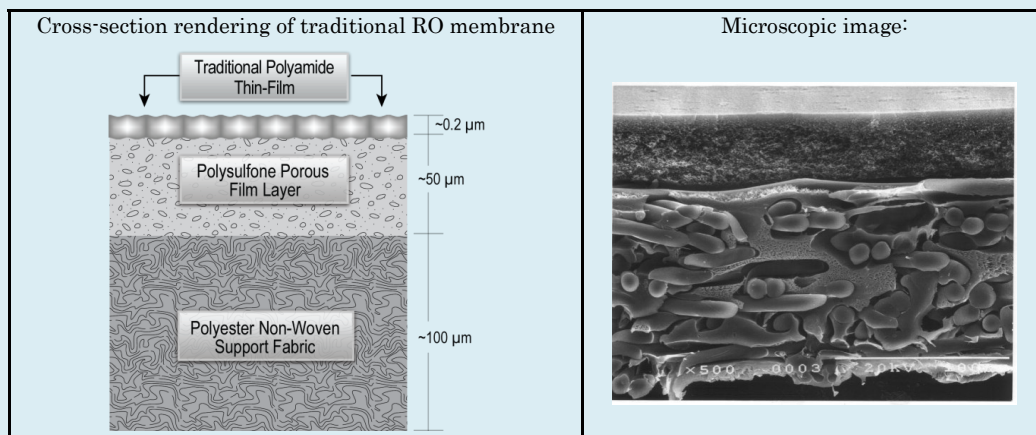 Cross-section rendering of traditional RO membrane
Traditional Polyamide
Thin-Film
~0.2 µm
Polysulfone Porous
Film Layer
~50 µm
Polyester Non-Woven
Support Fabric
~100 µm
Microscopic image:
×500 0003 20kV